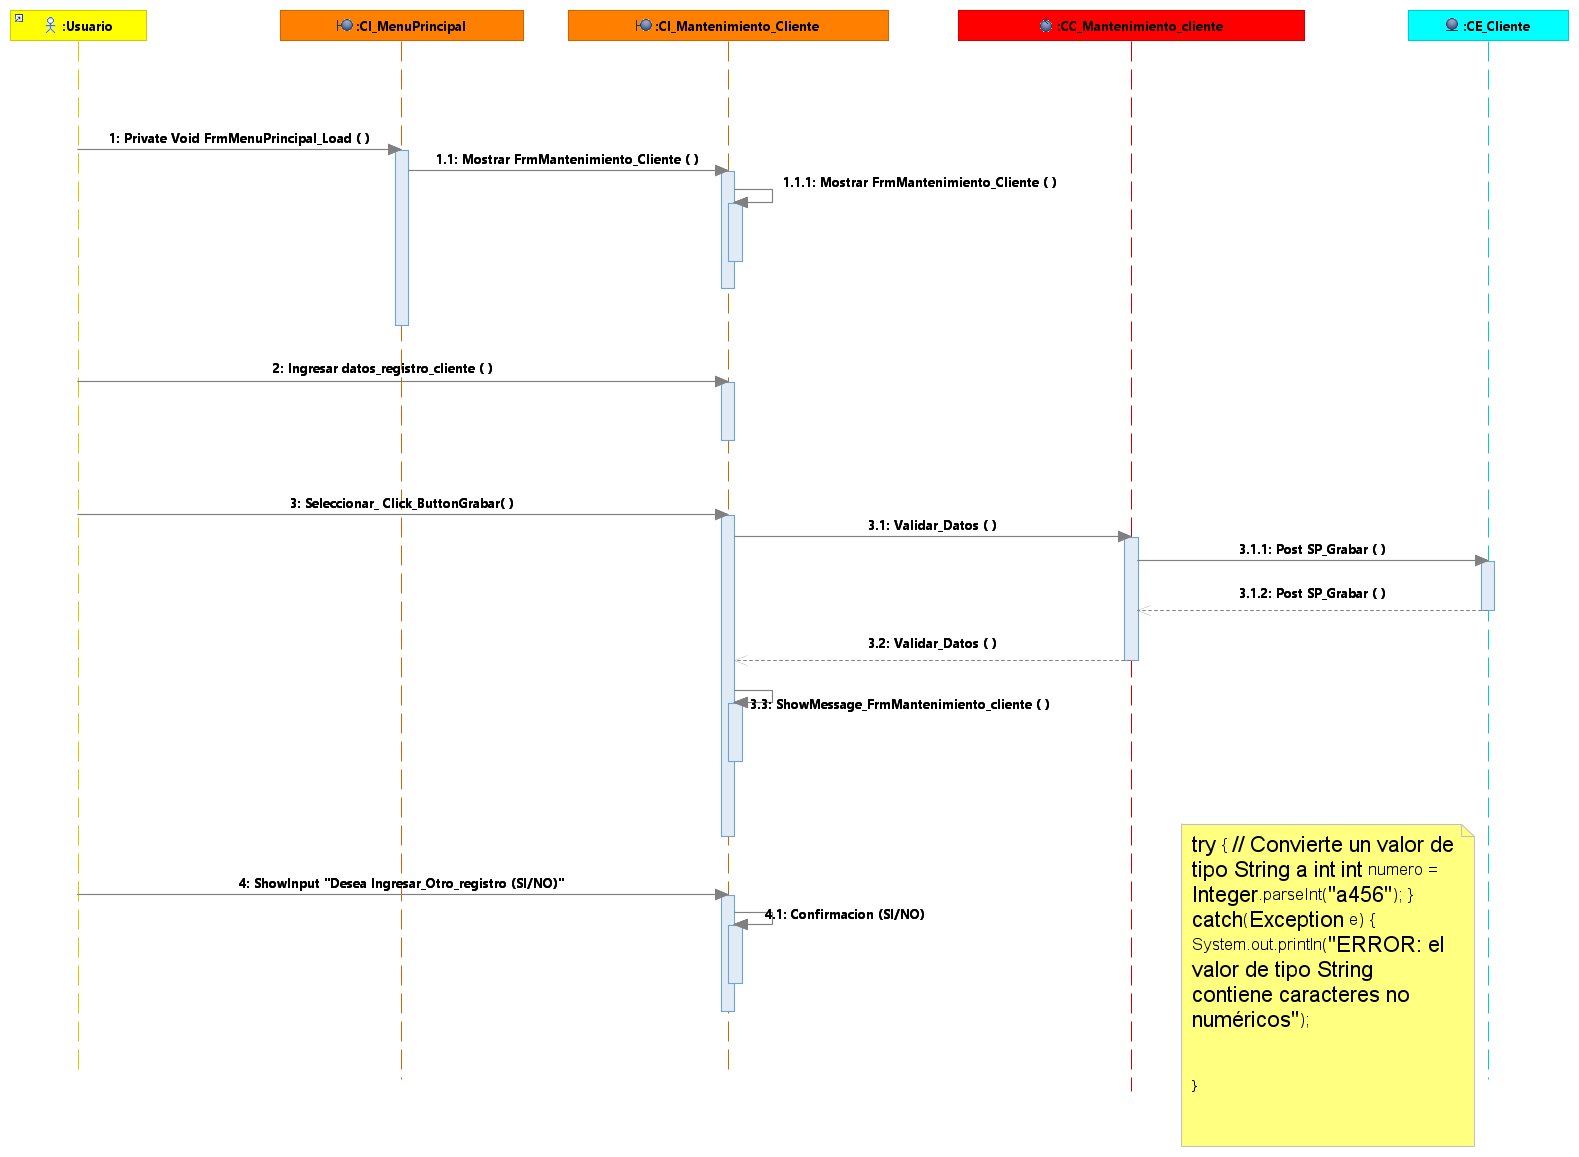 :Usuario
:CI_MenuPrincipal
:CI_Mantenimiento_Cliente
:CC_Mantenimiento_cliente
:CE_Cliente
1: Private Void FrmMenuPrincipal_Load ( )
1.1: Mostrar FrmMantenimiento_Cliente ( )
1.1.1: Mostrar FrmMantenimiento_Cliente ( )
2: Ingresar datos_registro_cliente ( )
3: Seleccionar_ Click_ButtonGrabar( )
3.1: Validar_Datos ( )
3.1.1: Post SP_Grabar ( )
3.1.2: Post SP_Grabar ( )
3.2: Validar_Datos ( )
3.3: ShowMessage_FrmMantenimiento_cliente ( )
4: ShowInput "Desea Ingresar_Otro_registro (SI/NO)"
4.1: Confirmacion (SI/NO)
try { // Convierte un valor de
tipo String a int int numero =
Integer.parseInt("a456"); }
catch(Exception e) {
System.out.println("ERROR: el
valor de tipo String
contiene caracteres no
numéricos");
}